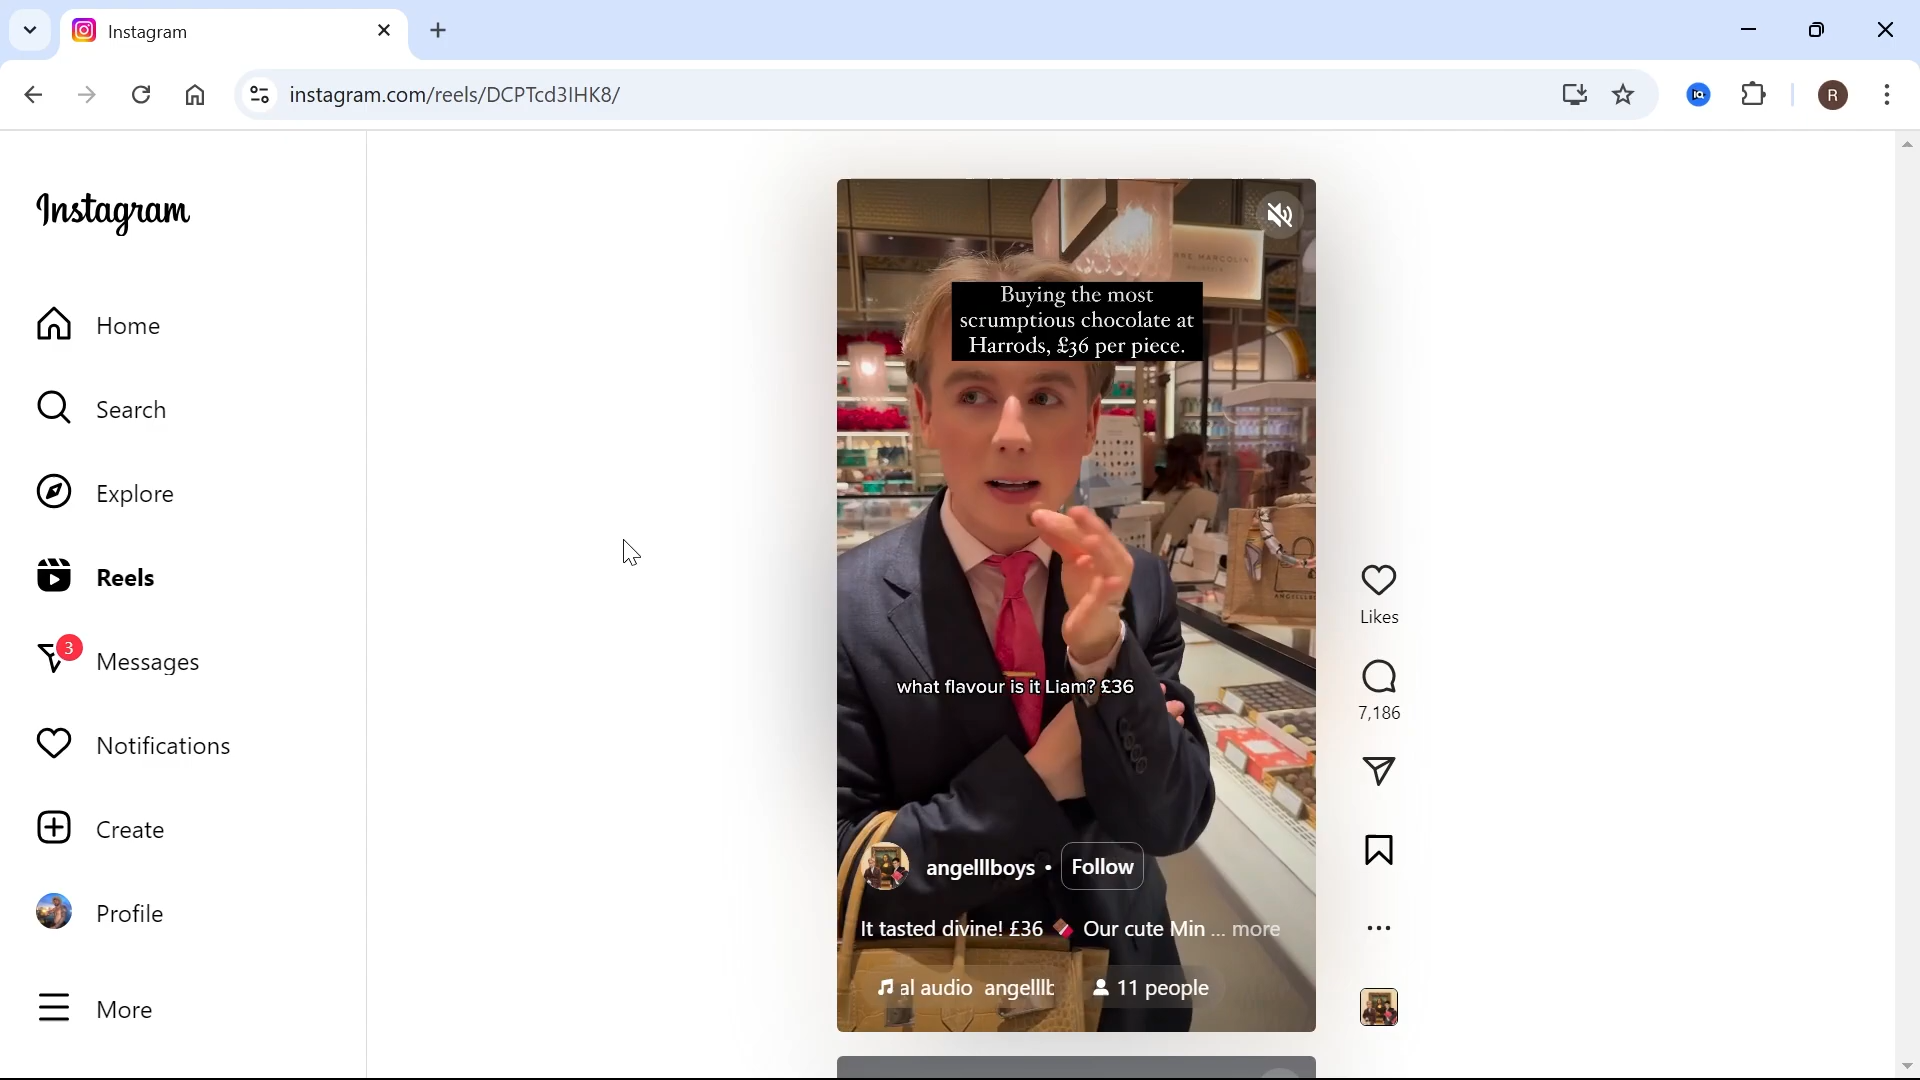 Instagram
instagram.com/reels/DCPTcd3IHK8/
R
Instagram
Home
Search
Explore
Reels
3
Messages
Notifications
Create
Profile
More
Buying the most
scrumptious chocolate at
Harrods, £36 per piece.
what flavour is it Liam? £36
angelllboys • Follow
It tasted divine! £36 🍫 Our cute Min ... more
al audio angelllb
11 people
Likes
7,186